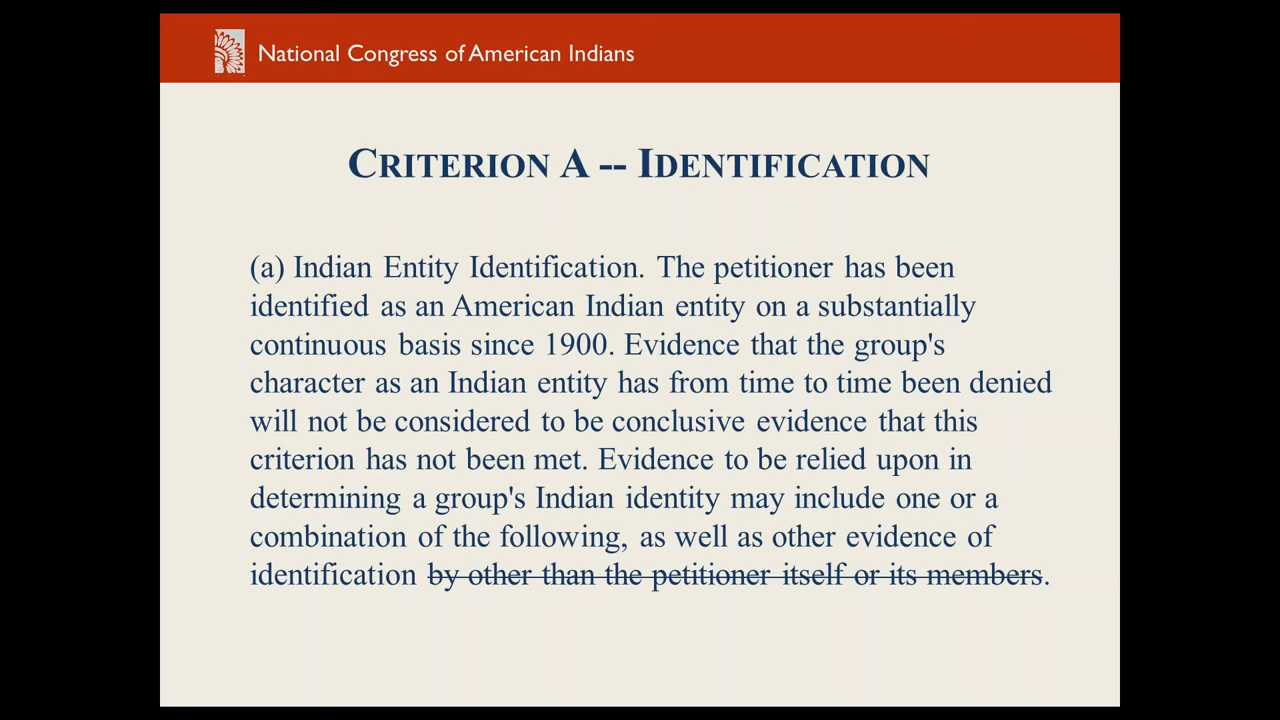 National Congress of American Indians
CRITERION A -- IDENTIFICATION
(a) Indian Entity Identification. The petitioner has been
identified as an American Indian entity on a substantially
continuous basis since 1900. Evidence that the group's
character as an Indian entity has from time to time been denied
will not be considered to be conclusive evidence that this
criterion has not been met. Evidence to be relied upon in
determining a group's Indian identity may include one or a
combination of the following, as well as other evidence of
identification by other than the petitioner itself or its members.